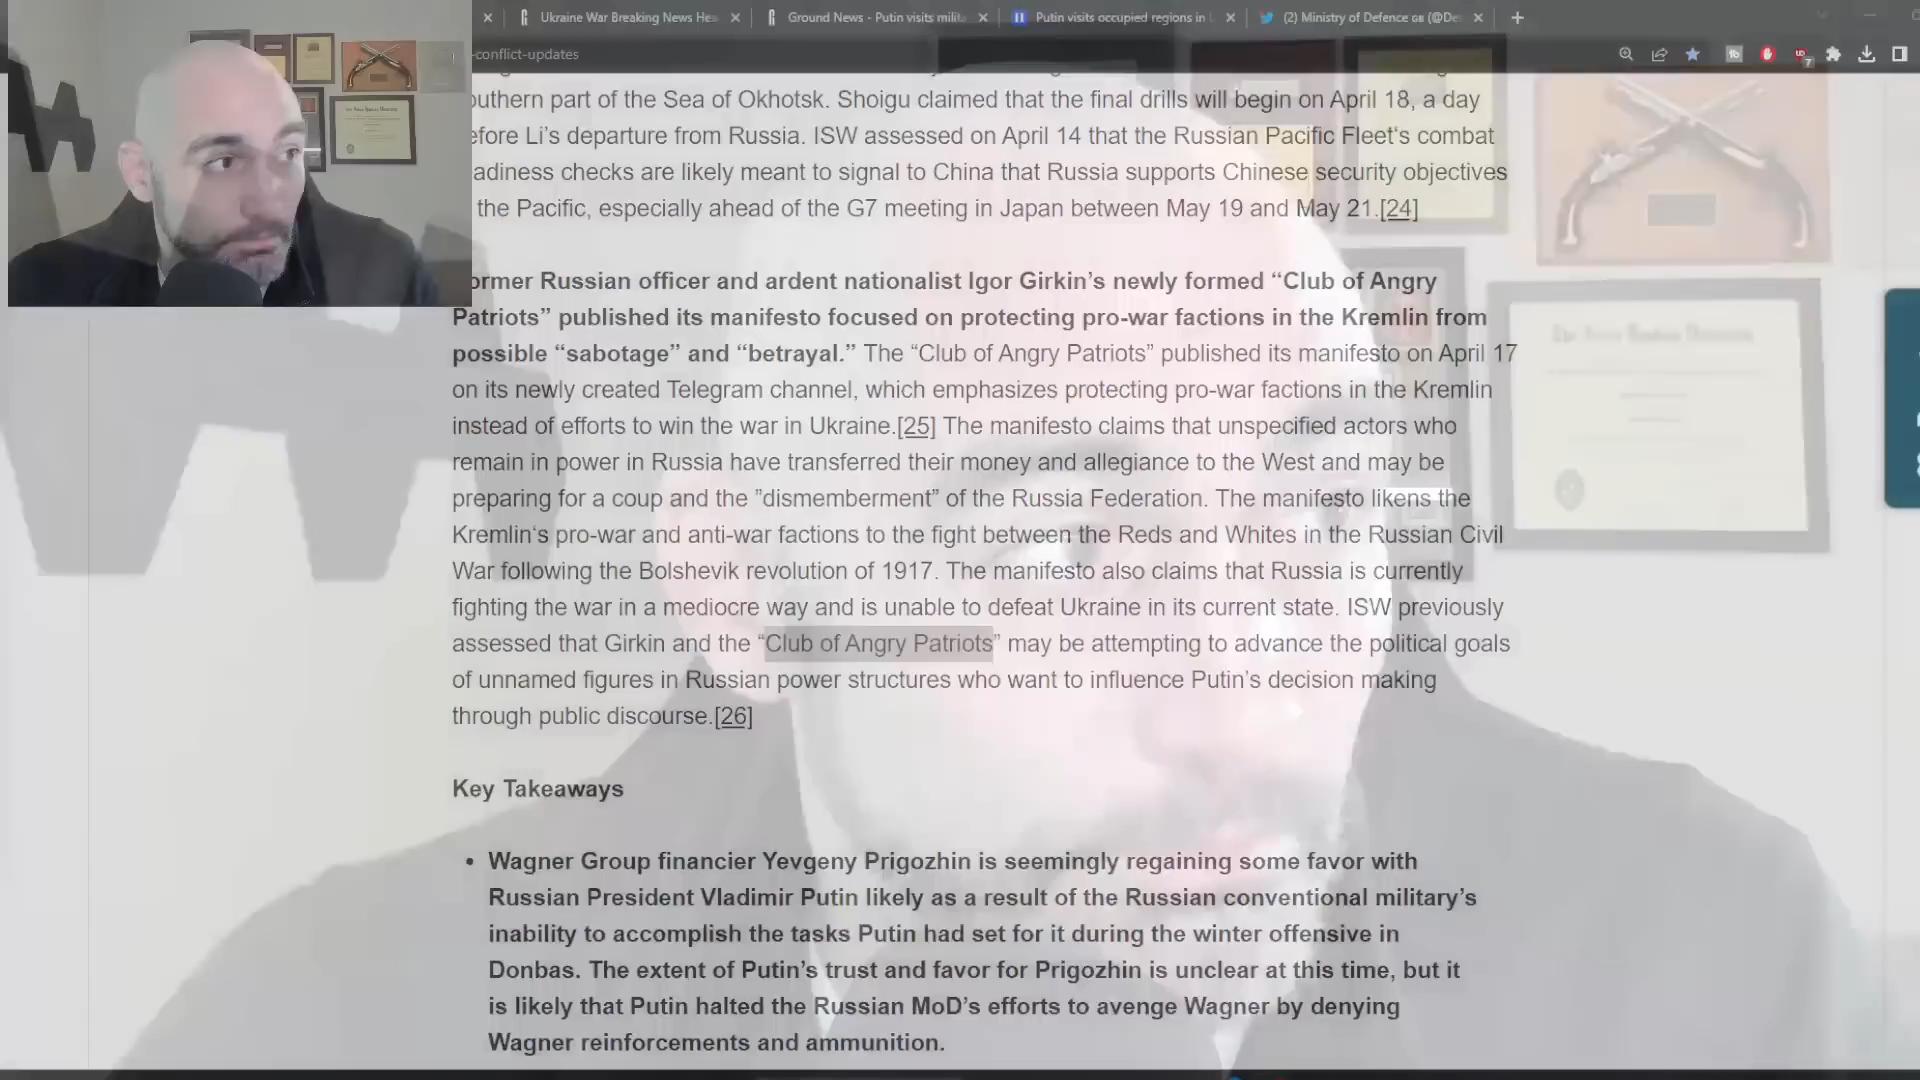 Ukraine War Breaking News He
Ground News - Putin visits milit
Putin visits occupied regions in
(2) Ministry of Defence GB (@De
-conflict-updates
outhern part of the Sea of Okhotsk. Shoigu claimed that the final drills will begin on April 18, a day
efore Li's departure from Russia. ISW assessed on April 14 that the Russian Pacific Fleet‘s combat
adiness checks are likely meant to signal to China that Russia supports Chinese security objectives
the Pacific, especially ahead of the G7 meeting in Japan between May 19 and May 21.[24]
ormer Russian officer and ardent nationalist Igor Girkin’s newly formed “Club of Angry
Patriots” published its manifesto focused on protecting pro-war factions in the Kremlin from
possible “sabotage” and “betrayal.” The “Club of Angry Patriots” published its manifesto on April 17
on its newly created Telegram channel, which emphasizes protecting pro-war factions in the Kremlin
instead of efforts to win the war in Ukraine.[25] The manifesto claims that unspecified actors who
remain in power in Russia have transferred their money and allegiance to the West and may be
preparing for a coup and the ”dismemberment” of the Russia Federation. The manifesto likens the
Kremlin‘s pro-war and anti-war factions to the fight between the Reds and Whites in the Russian Civil
War following the Bolshevik revolution of 1917. The manifesto also claims that Russia is currently
fighting the war in a mediocre way and is unable to defeat Ukraine in its current state. ISW previously
assessed that Girkin and the “Club of Angry Patriots” may be attempting to advance the political goals
of unnamed figures in Russian power structures who want to influence Putin’s decision making
through public discourse.[26]
Key Takeaways
• Wagner Group financier Yevgeny Prigozhin is seemingly regaining some favor with
Russian President Vladimir Putin likely as a result of the Russian conventional military’s
inability to accomplish the tasks Putin had set for it during the winter offensive in
Donbas. The extent of Putin’s trust and favor for Prigozhin is unclear at this time, but it
is likely that Putin halted the Russian MoD’s efforts to avenge Wagner by denying
Wagner reinforcements and ammunition.